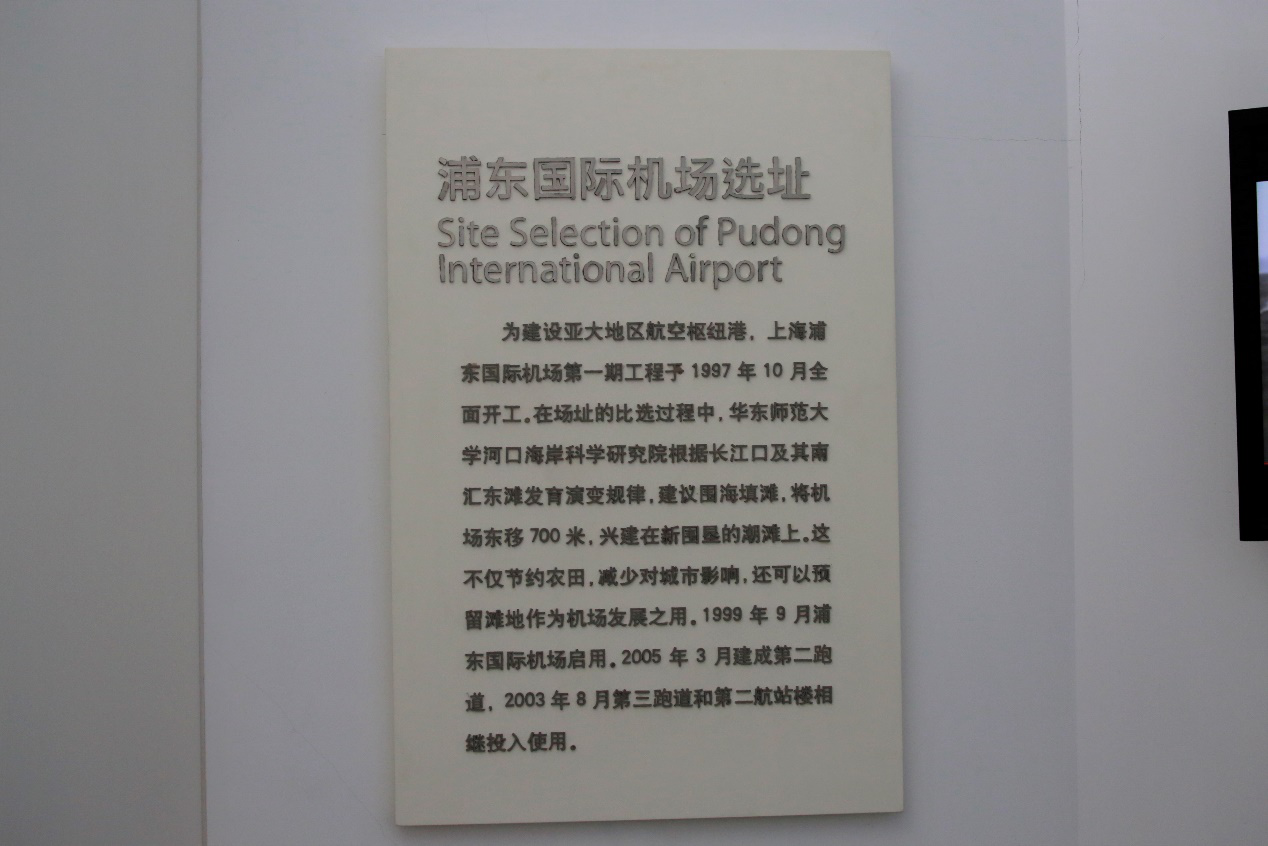 浦东国际机场选址
Site Selection of Pudong
International Airport
为建设亚大地区航空枢纽港，上海浦
东国际机场第一期工程予 1997 年 10 月全
面开工。在场址的比选过程中，华东师范大
学河口海岸科学研究院根据长江口及其南
汇东滩发育演变规律，建议围海填滩，将机
场东移 700 米，兴建在新围垦的潮滩上。这
不仅节约农田，减少对城市影响，还可以预
留滩地作为机场发展之用。1999 年 9 月浦
东国际机场启用。2005 年 3 月建成第二跑
道，2003 年 8 月第三跑道和第二航站楼相
继投入使用。